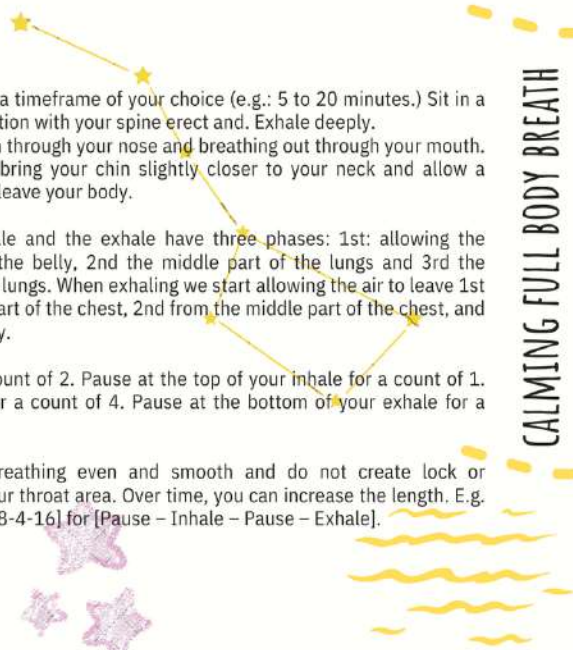 a timeframe of your choice (e.g.: 5 to 20 minutes.) Sit in a
tion with your spine erect and. Exhale deeply.
through your nose and breathing out through your mouth.
bring your chin slightly closer to your neck and allow a
leave your body.
le and the exhale have three phases: 1st: allowing the
the belly, 2nd the middle part of the lungs and 3rd the
lungs. When exhaling we start allowing the air to leave 1st
art of the chest, 2nd from the middle part of the chest, and
y.
ount of 2. Pause at the top of your inhale for a count of 1.
r a count of 4. Pause at the bottom of your exhale for a
reathing even and smooth and do not create lock or
ur throat area. Over time, you can increase the length. E.g.
8-4-16] for [Pause – Inhale – Pause – Exhale].
CALMING FULL BODY BREATH